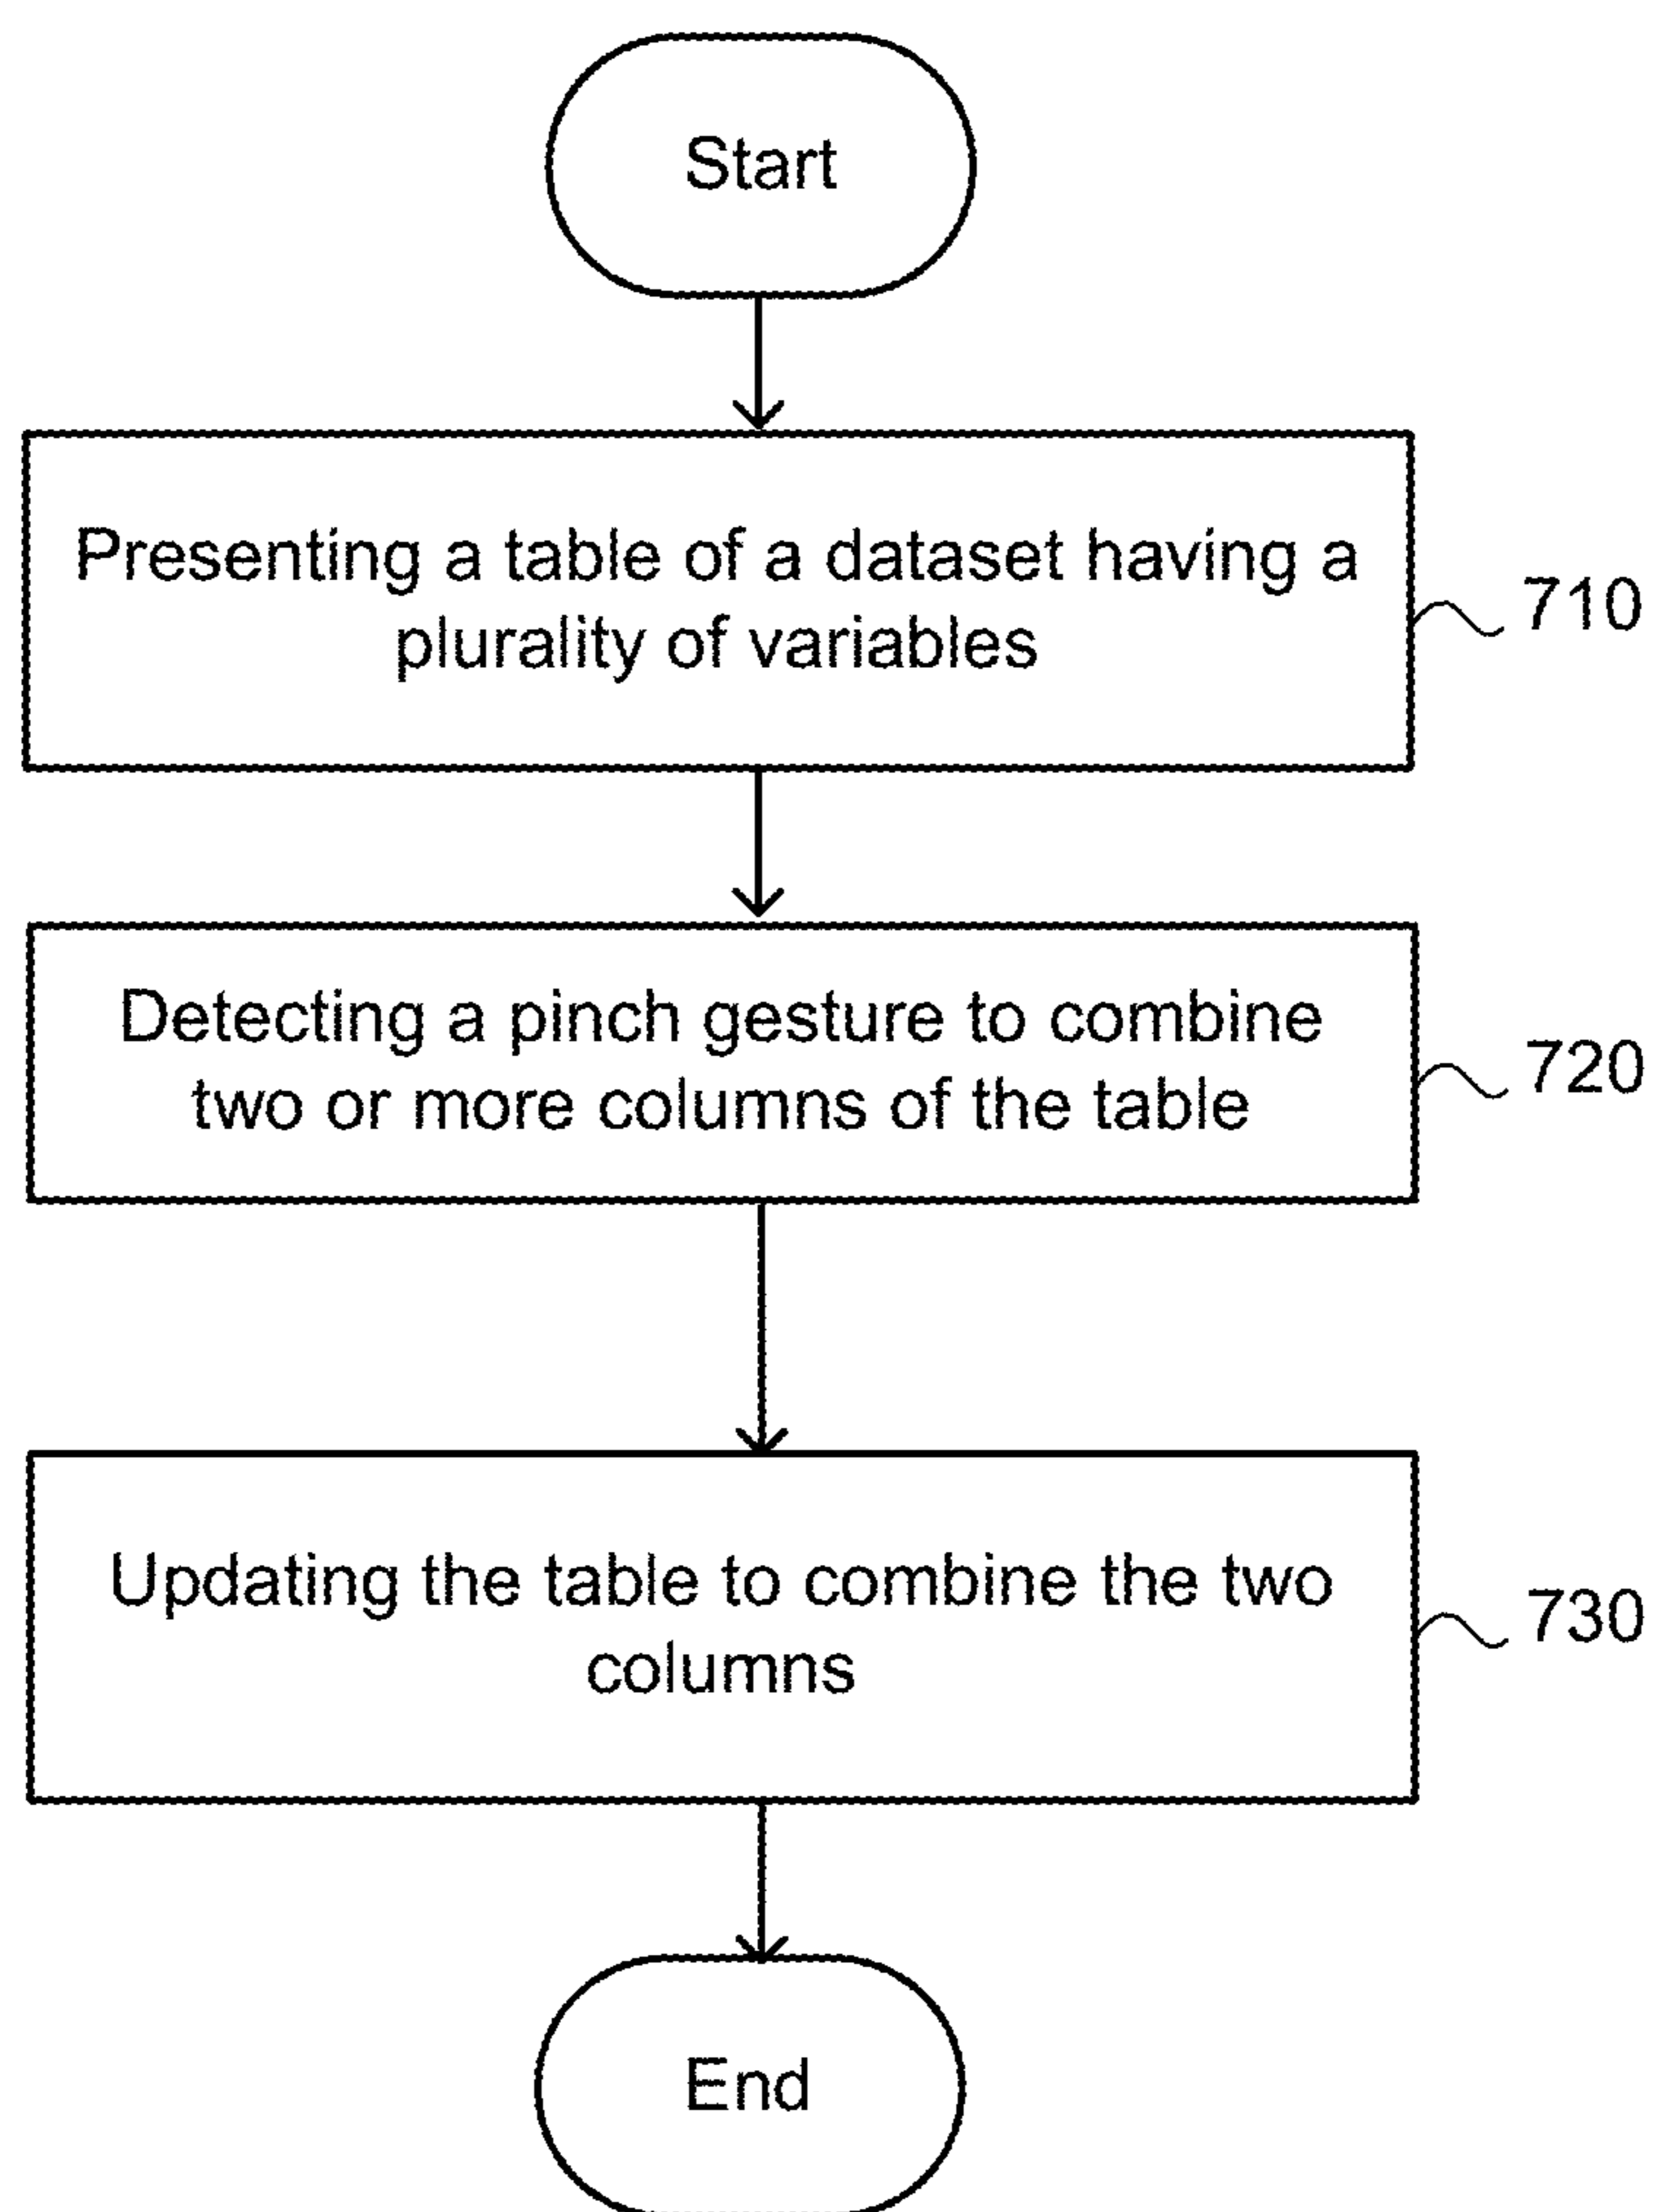 Start
Presenting a table of a dataset having a
plurality of variables
710
Detecting a pinch gesture to combine
two or more columns of the table
720
Updating the table to combine the two
columns
730
End